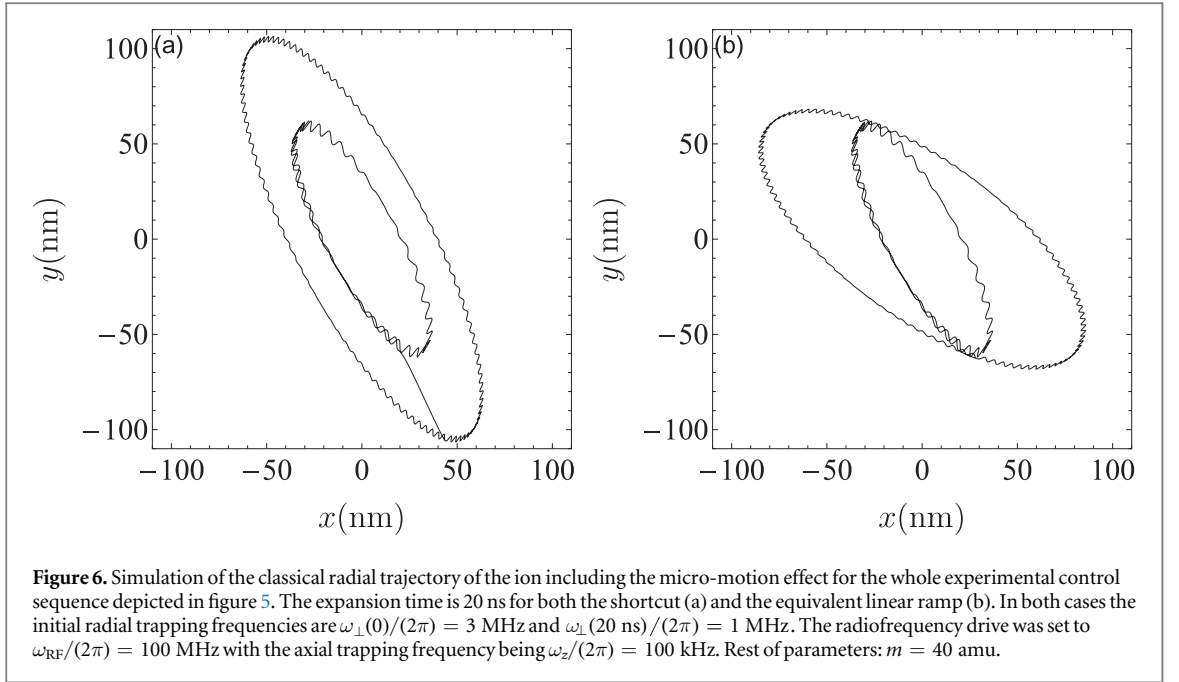 (a)
100
50
0
−50
−100
y(nm)
−100 −50 0 50 100
x(nm)
(b)
100
50
0
−50
−100
y(nm)
−100 −50 0 50 100
x(nm)
Figure 6. Simulation of the classical radial trajectory of the ion including the micro-motion effect for the whole experimental control
sequence depicted in figure 5. The expansion time is 20 ns for both the shortcut (a) and the equivalent linear ramp (b). In both cases the
initial radial trapping frequencies are ω⊥(0)/(2π) = 3 MHz and ω⊥(20 ns)/(2π) = 1 MHz. The radiofrequency drive was set to
ωRF/(2π) = 100 MHz with the axial trapping frequency being ωz/(2π) = 100 kHz. Rest of parameters: m = 40 amu.